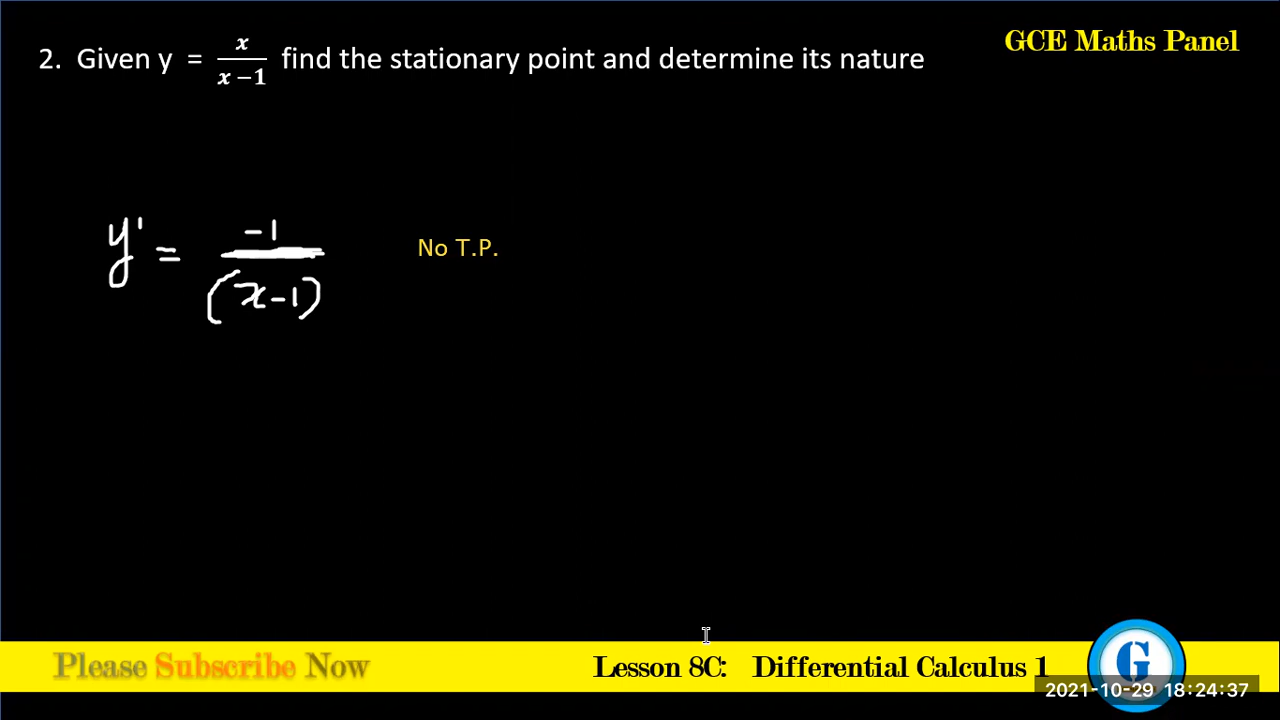 GCE Maths Panel
2. Given y = x/(x − 1) find the stationary point and determine its nature
y' = -1/(x-1)
No T.P.
Please Subscribe Now
Lesson 8C: Differential Calculus 1
G
2021-10-29 18:24:37